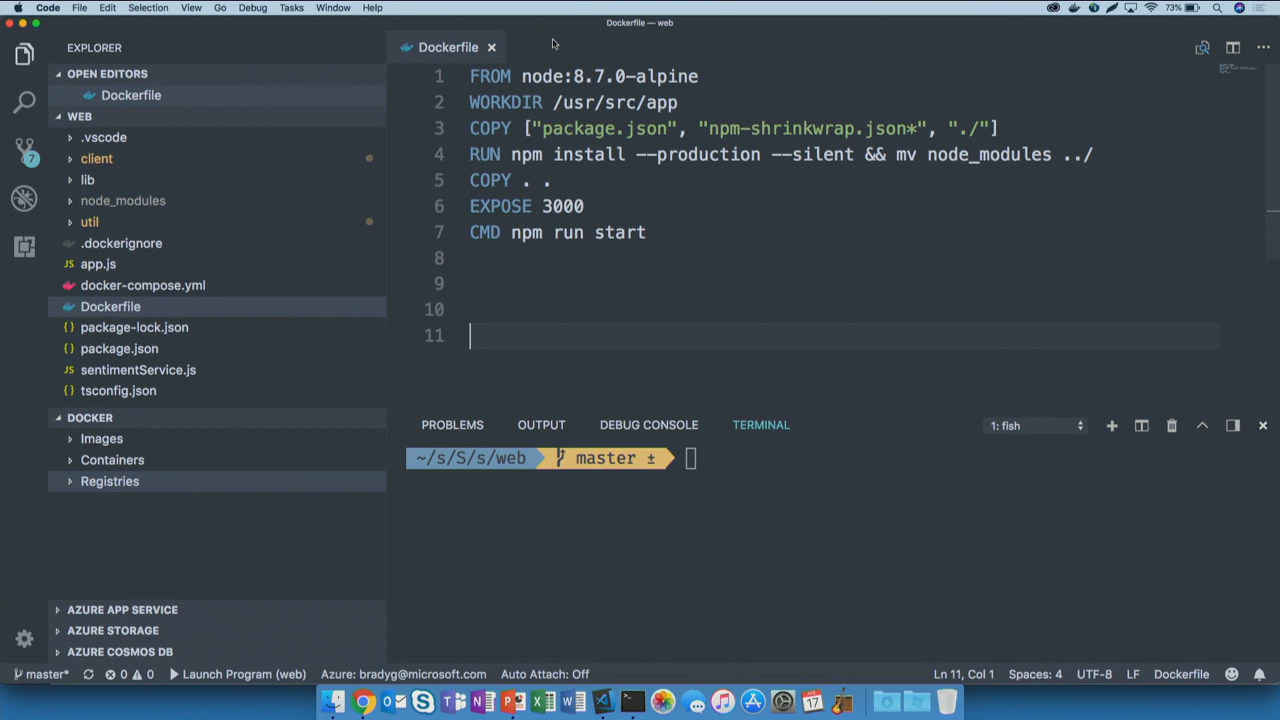 Code File Edit Selection View Go Debug Tasks Window Help 73%
Dockerfile — web
EXPLORER
OPEN EDITORS
Dockerfile
WEB
.vscode
client
lib
node_modules
util
.dockerignore
JS app.js
docker-compose.yml
Dockerfile
{} package-lock.json
{} package.json
JS sentimentService.js
{} tsconfig.json
DOCKER
Images
Containers
Registries
AZURE APP SERVICE
AZURE STORAGE
AZURE COSMOS DB
7
Dockerfile ×
1 FROM node:8.7.0-alpine
2 WORKDIR /usr/src/app
3 COPY ["package.json", "npm-shrinkwrap.json*", "./"]
4 RUN npm install --production --silent && mv node_modules ../
5 COPY . .
6 EXPOSE 3000
7 CMD npm run start
8
9
10
11
PROBLEMS OUTPUT DEBUG CONSOLE TERMINAL 1: fish
~/s/S/s/web master ±
master* 0 0 Launch Program (web) Azure: bradyg@microsoft.com Auto Attach: Off Ln 11, Col 1 Spaces: 4 UTF-8 LF Dockerfile
17